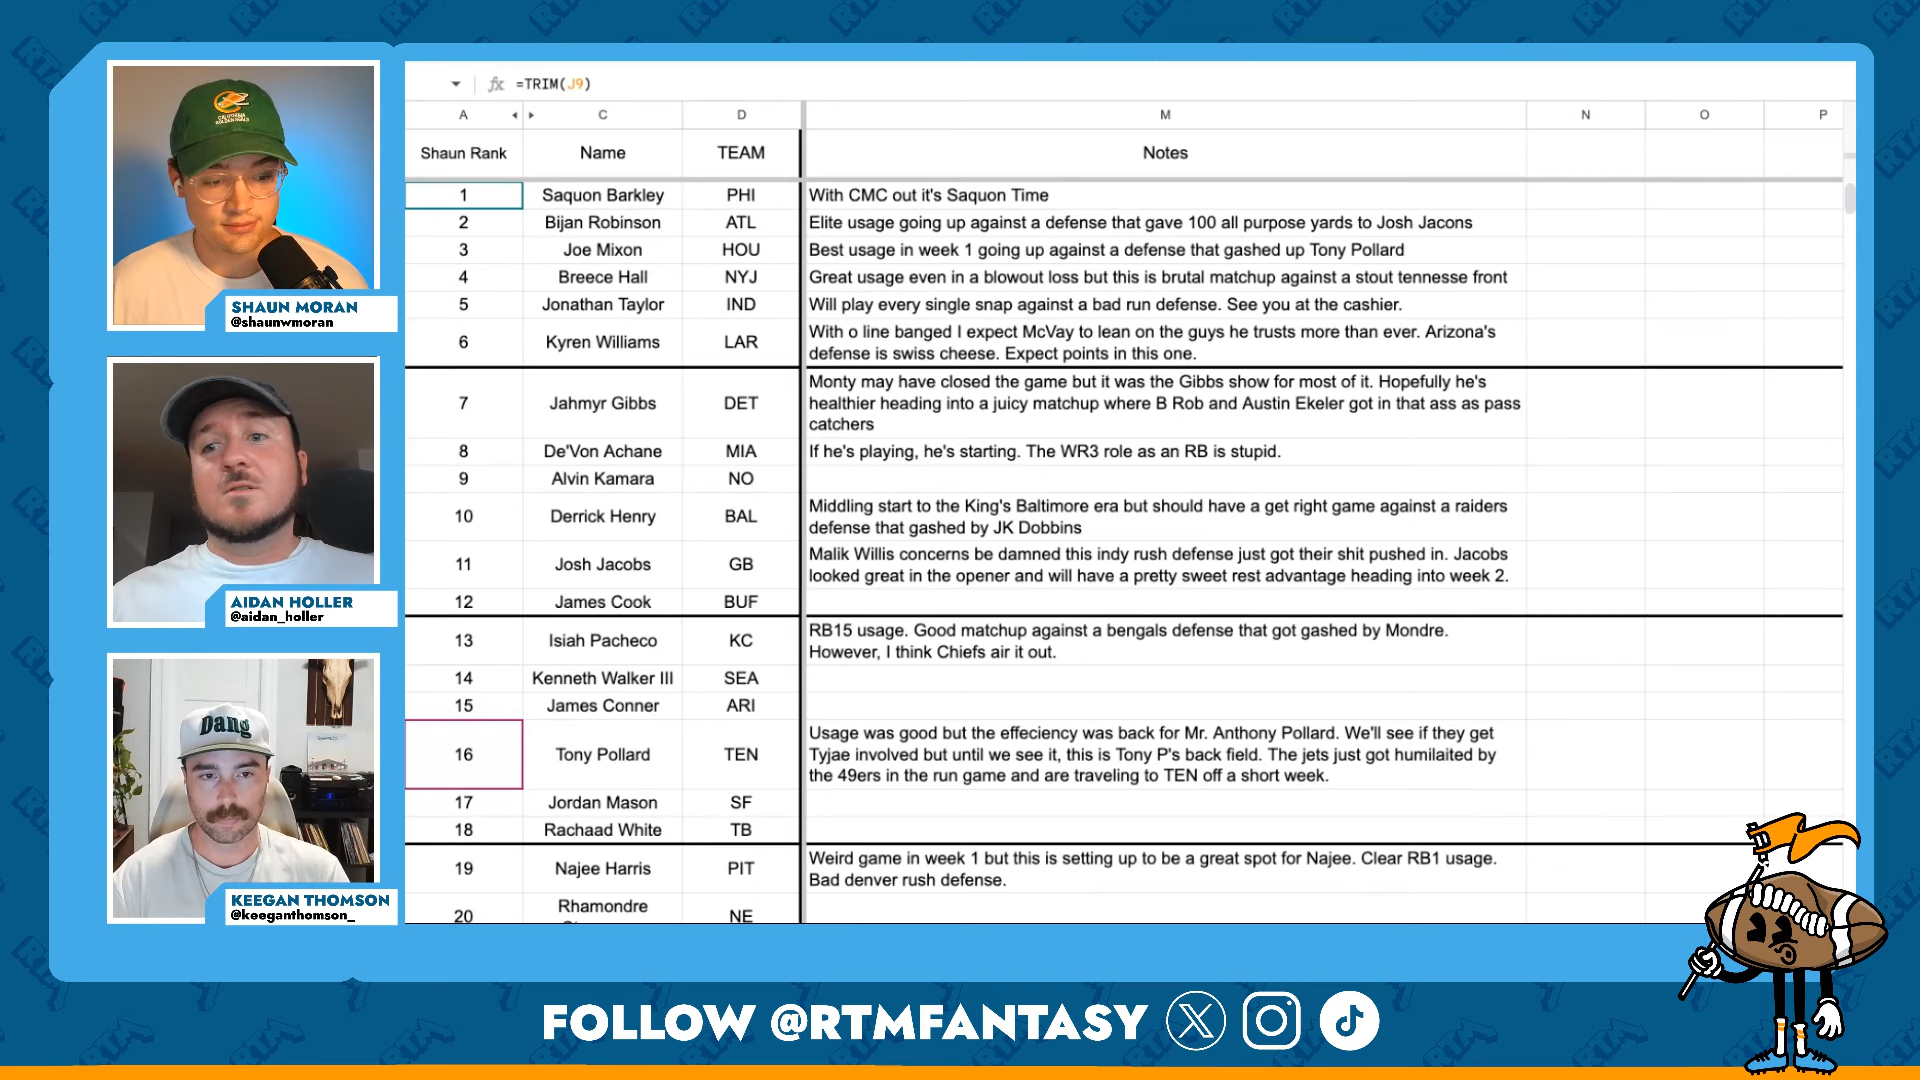 =TRIM(J9)
A C D M N O P
Shaun Rank Name TEAM Notes
1 Saquon Barkley PHI With CMC out it's Saquon Time
2 Bijan Robinson ATL Elite usage going up against a defense that gave 100 all purpose yards to Josh Jacons
3 Joe Mixon HOU Best usage in week 1 going up against a defense that gashed up Tony Pollard
4 Breece Hall NYJ Great usage even in a blowout loss but this is brutal matchup against a stout tennesse front
5 Jonathan Taylor IND Will play every single snap against a bad run defense. See you at the cashier.
6 Kyren Williams LAR With o line banged I expect McVay to lean on the guys he trusts more than ever. Arizona's
defense is swiss cheese. Expect points in this one.
7 Jahmyr Gibbs DET Monty may have closed the game but it was the Gibbs show for most of it. Hopefully he's
healthier heading into a juicy matchup where B Rob and Austin Ekeler got in that ass as pass
catchers
8 De'Von Achane MIA If he's playing, he's starting. The WR3 role as an RB is stupid.
9 Alvin Kamara NO
10 Derrick Henry BAL Middling start to the King's Baltimore era but should have a get right game against a raiders
defense that gashed by JK Dobbins
11 Josh Jacobs GB Malik Willis concerns be damned this indy rush defense just got their shit pushed in. Jacobs
looked great in the opener and will have a pretty sweet rest advantage heading into week 2.
12 James Cook BUF
13 Isiah Pacheco KC RB15 usage. Good matchup against a bengals defense that got gashed by Mondre.
However, I think Chiefs air it out.
14 Kenneth Walker III SEA
15 James Conner ARI
16 Tony Pollard TEN Usage was good but the effeciency was back for Mr. Anthony Pollard. We'll see if they get
Tyjae involved but until we see it, this is Tony P's back field. The jets just got humilaited by
the 49ers in the run game and are traveling to TEN off a short week.
17 Jordan Mason SF
18 Rachaad White TB
19 Najee Harris PIT Weird game in week 1 but this is setting up to be a great spot for Najee. Clear RB1 usage.
Bad denver rush defense.
20 Rhamondre NE
SHAUN MORAN
@shaunwmoran
AIDAN HOLLER
@aidan_holler
Dang
KEEGAN THOMSON
@keeganthomson_
FOLLOW @RTMFANTASY